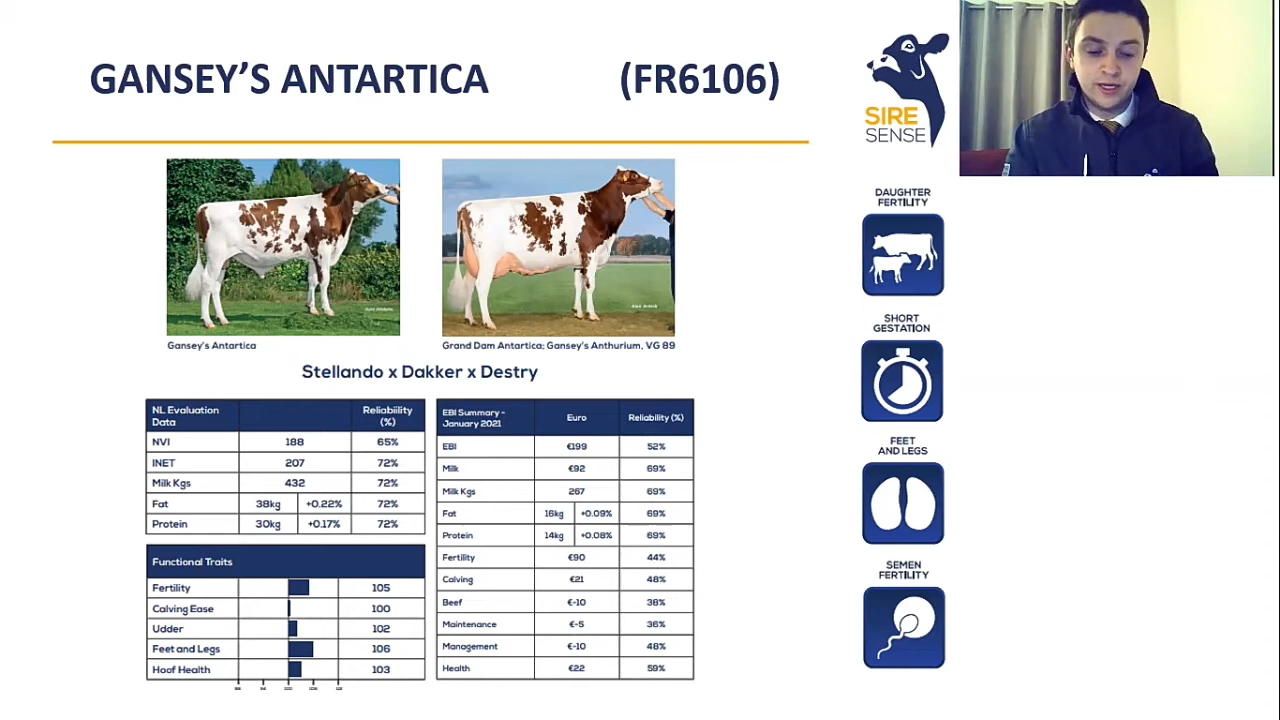 GANSEY'S ANTARTICA (FR6106)
SIRE
SENSE
Gansey's Antartica
Grand Dam Antartica; Gansey's Anthurium, VG 89
Stellando x Dakker x Destry
NL Evaluation Data Reliability (%)
NVI 188 65%
INET 207 72%
Milk Kgs 432 72%
Fat 38kg +0.22% 72%
Protein 30kg +0.17% 72%
Functional Traits
Fertility 105
Calving Ease 100
Udder 102
Feet and Legs 106
Hoof Health 103
EBI Summary - January 2021 Euro Reliability (%)
EBI €199 52%
Milk €92 69%
Milk Kgs 267 69%
Fat 16kg +0.09% 69%
Protein 14kg +0.08% 69%
Fertility €90 44%
Calving €21 48%
Beef €-10 38%
Maintenance €-5 36%
Management €-10 48%
Health €22 59%
DAUGHTER
FERTILITY
SHORT
GESTATION
FEET
AND LEGS
SEMEN
FERTILITY